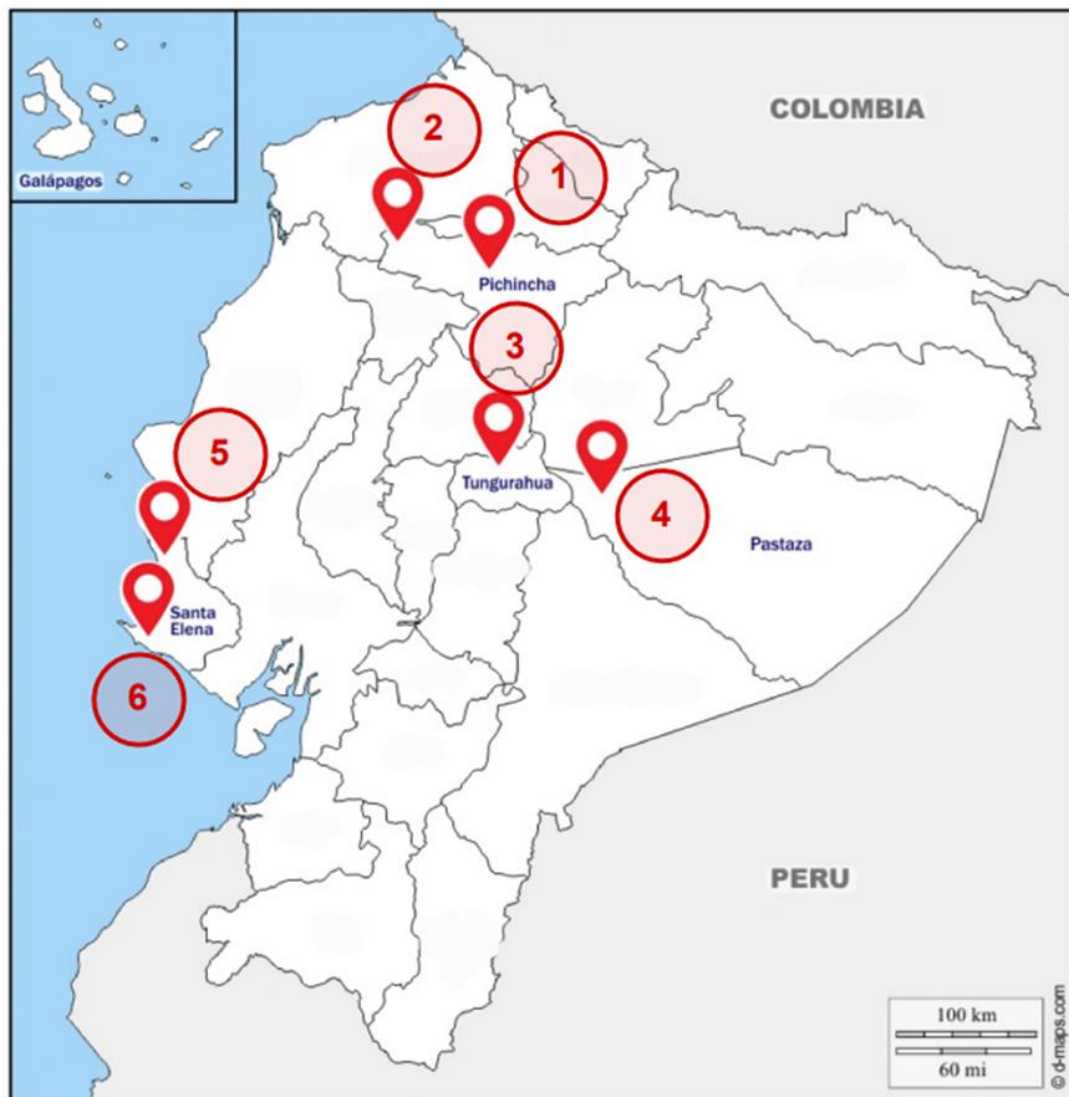 COLOMBIA
2
1
Galápagos
Pichincha
3
5
Tungurahua
4
Pastaza
Santa
Elena
6
PERU
100 km
60 mi
© d-maps.com